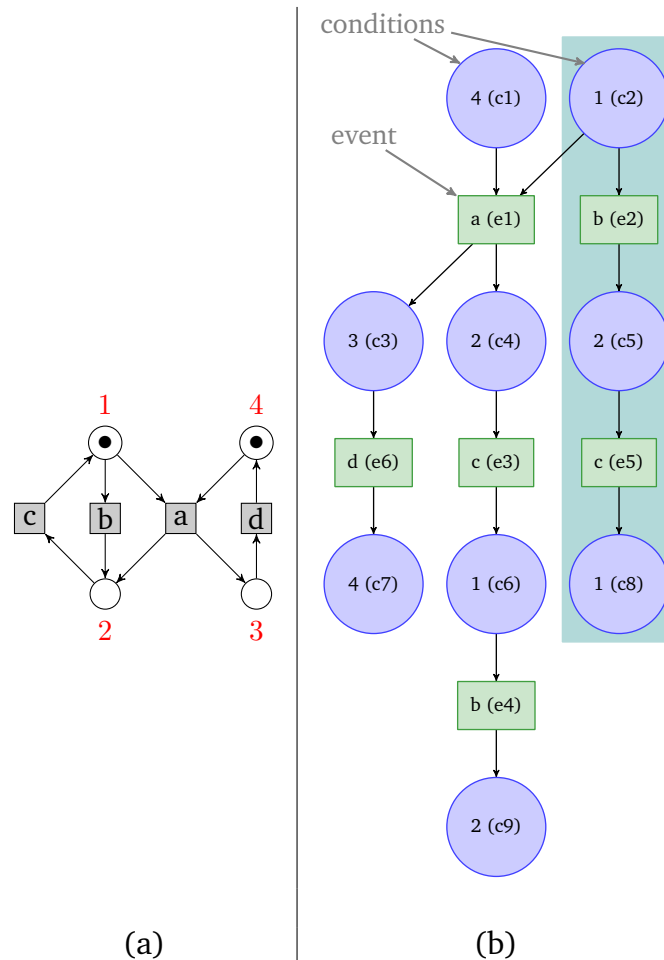 conditions
4 (c1)
1 (c2)
event
a (e1)
b (e2)
3 (c3)
2 (c4)
2 (c5)
1
4
d (e6)
c (e3)
c (e5)
c
b
a
d
4 (c7)
1 (c6)
1 (c8)
2
3
b (e4)
2 (c9)
(a)
(b)